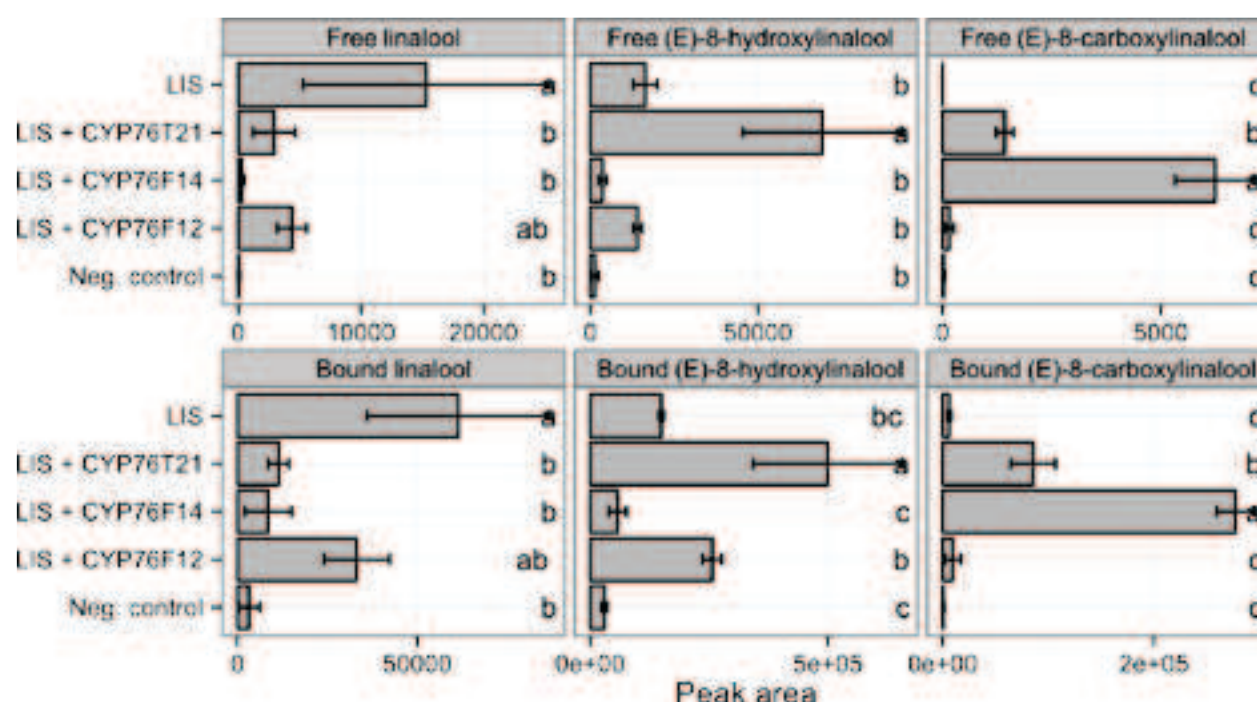 Free linalool Free (E)-8-hydroxylinalool Free (E)-8-carboxylinalool
LIS a b c
LIS + CYP76T21 b a b
LIS + CYP76F14 b b a
LIS + CYP76F12 ab b c
Neg. control b b c
0 10000 20000 0 50000 0 5000
Bound linalool Bound (E)-8-hydroxylinalool Bound (E)-8-carboxylinalool
LIS a bc c
LIS + CYP76T21 b a b
LIS + CYP76F14 b c a
LIS + CYP76F12 ab b c
Neg. control b c c
0 50000 0e+00 5e+05 0e+00 2e+05
Peak area